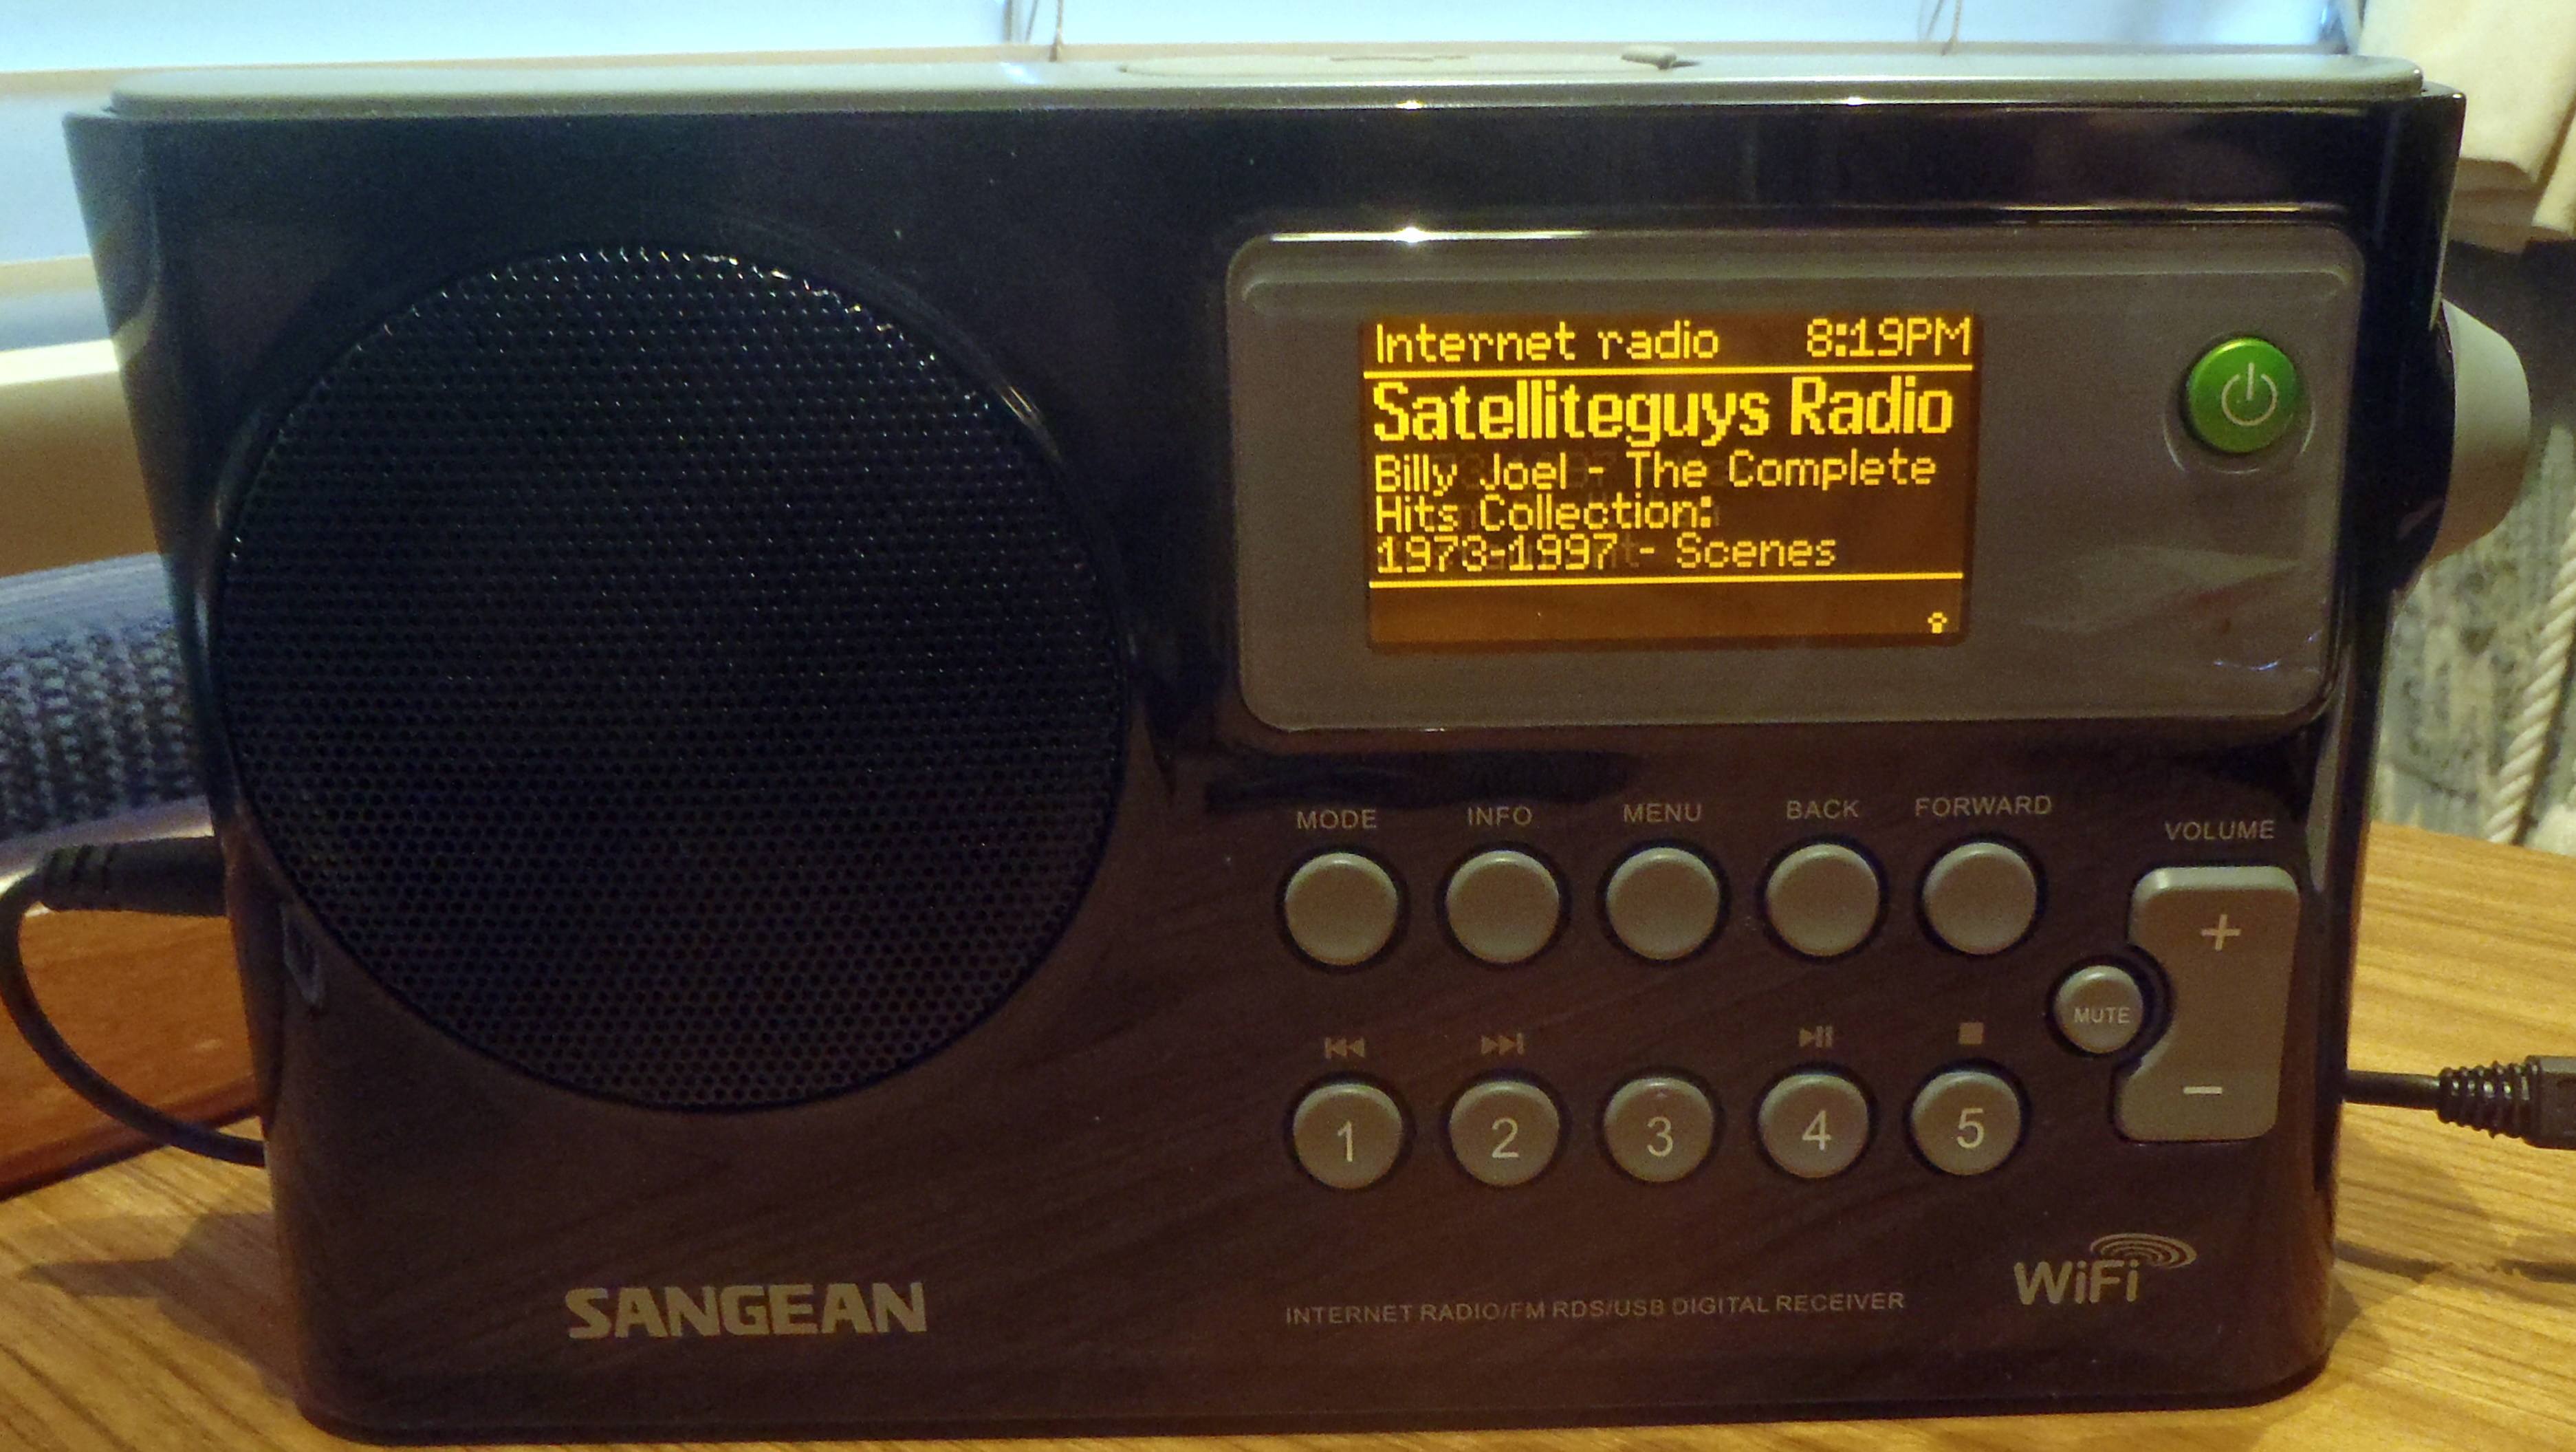 Internet radio 8:19PM
Satelliteguys Radio
Billy Joel - The Complete
Hits Collection:
1973-1997 - Scenes
MODE INFO MENU BACK FORWARD
VOLUME
+
MUTE
-
1 2 3 4 5
SANGEAN
INTERNET RADIO/FM RDS/USB DIGITAL RECEIVER
WiFi